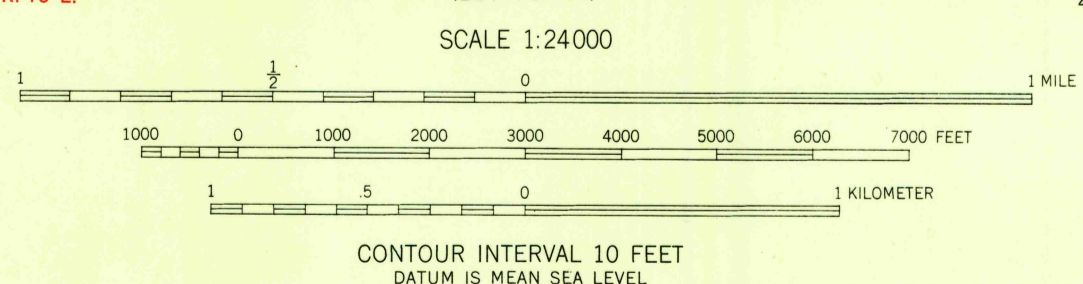 SCALE 1:24000
1 1/2 0 1 MILE
1000 0 1000 2000 3000 4000 5000 6000 7000 FEET
1 .5 0 1 KILOMETER
CONTOUR INTERVAL 10 FEET
DATUM IS MEAN SEA LEVEL